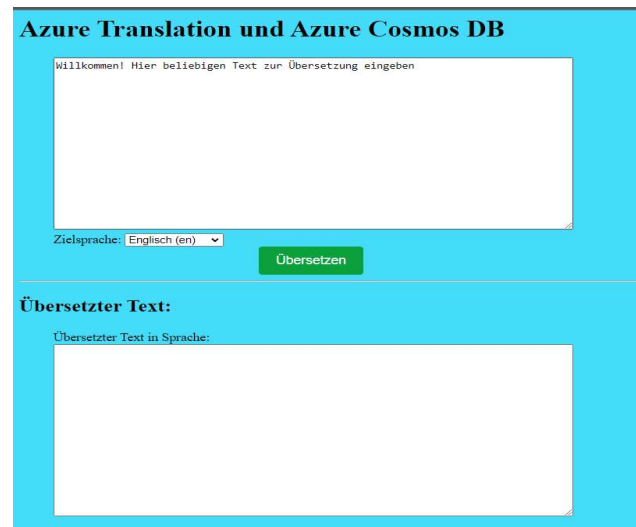 Azure Translation und Azure Cosmos DB
Willkommen! Hier beliebigen Text zur Übersetzung eingeben
Zielsprache: Englisch (en)
Übersetzen
Übersetzter Text:
Übersetzter Text in Sprache: